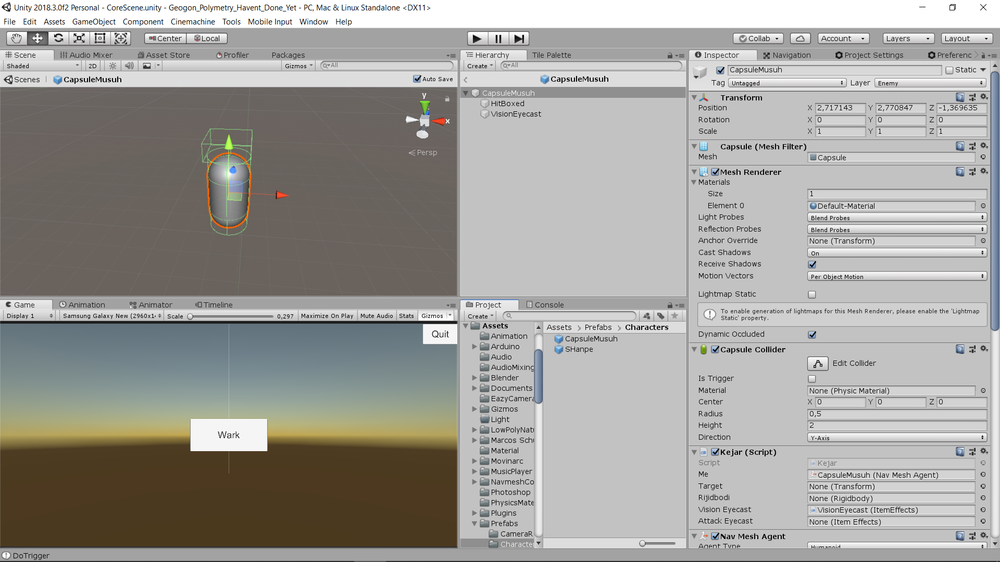 Unity 2018.3.0f2 Personal - CoreScene.unity - Geogon_Polymetry_Havent_Done_Yet - PC, Mac & Linux Standalone <DX11>
File Edit Assets GameObject Component Cinemachine Tools Mobile Input Window Help
Center Local Collab Account Layers Layout
Scene Audio Mixer Asset Store Profiler Packages
Shaded 2D Gizmos All
Scenes CapsuleMusuh Auto Save
y
x
Persp
Game Animation Animator Timeline
Display 1 Samsung Galaxy New (2960x1 Scale 0,297 Maximize On Play Mute Audio Stats Gizmos
Quit
Wark
Hierarchy Tile Palette
Create All
CapsuleMusuh
CapsuleMusuh
HitBoxed
VisionEyecast
Project Console
Create
Assets
Animation
Arduino
Audio
AudioMixing
Blender
Documents
EazyCamera
Gizmos
Light
LowPolyNatu
Marcos Schu
Material
Movinarc
MusicPlayer
NavmeshCo
Photoshop
PhysicsMate
Plugins
Prefabs
CameraR
Character
Assets Prefabs Characters
CapsuleMusuh
SHanpe
Inspector Navigation Project Settings Preferenc
CapsuleMusuh Static
Tag Untagged Layer Enemy
Transform
Position X 2,717143 Y 2,770847 Z -1,369635
Rotation X 0 Y 0 Z 0
Scale X 1 Y 1 Z 1
Capsule (Mesh Filter)
Mesh Capsule
Mesh Renderer
Materials
Size 1
Element 0 Default-Material
Light Probes Blend Probes
Reflection Probes Blend Probes
Anchor Override None (Transform)
Cast Shadows On
Receive Shadows
Motion Vectors Per Object Motion
Lightmap Static
To enable generation of lightmaps for this Mesh Renderer, please enable the 'Lightmap
Static' property.
Dynamic Occluded
Capsule Collider
Edit Collider
Is Trigger
Material None (Physic Material)
Center X 0 Y 0 Z 0
Radius 0,5
Height 2
Direction Y-Axis
Kejar (Script)
Script Kejar
Me CapsuleMusuh (Nav Mesh Agent)
Target None (Transform)
Rijidbodi None (Rigidbody)
Vision Eyecast VisionEyecast (ItemEffects)
Attack Eyecast None (Item Effects)
Nav Mesh Agent
Agent Type Humanoid
DoTrigger